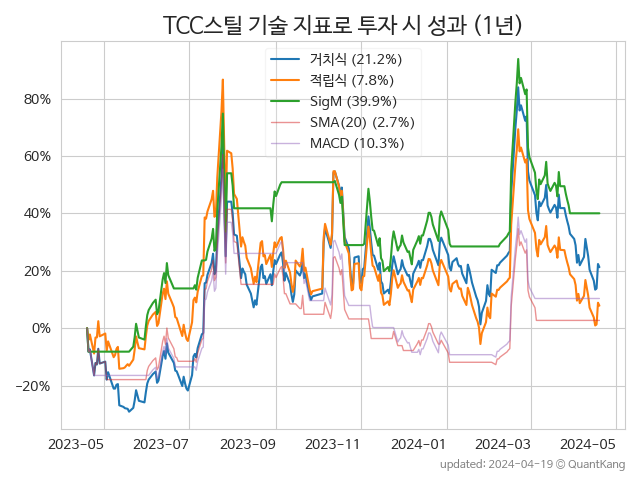 TCC스틸 기술 지표로 투자 시 성과 (1년)
거치식 (21.2%)
적립식 (7.8%)
SigM (39.9%)
SMA(20) (2.7%)
MACD (10.3%)
80%
60%
40%
20%
0%
−20%
2023-05 2023-07 2023-09 2023-11 2024-01 2024-03 2024-05
updated: 2024-04-19 © QuantKang